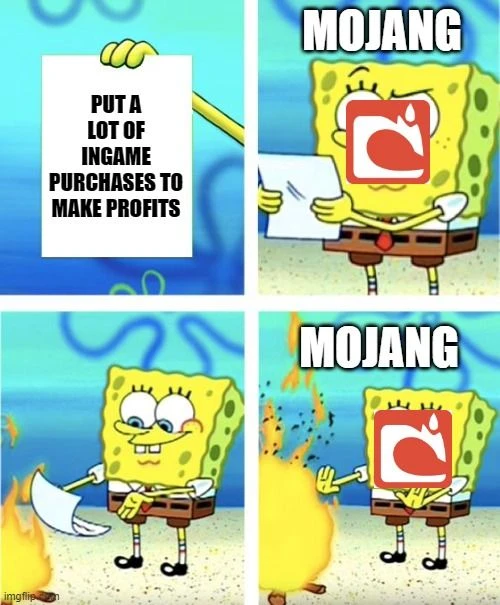 PUT A
LOT OF
INGAME
PURCHASES TO
MAKE PROFITS
MOJANG
MOJANG
imgflip.com